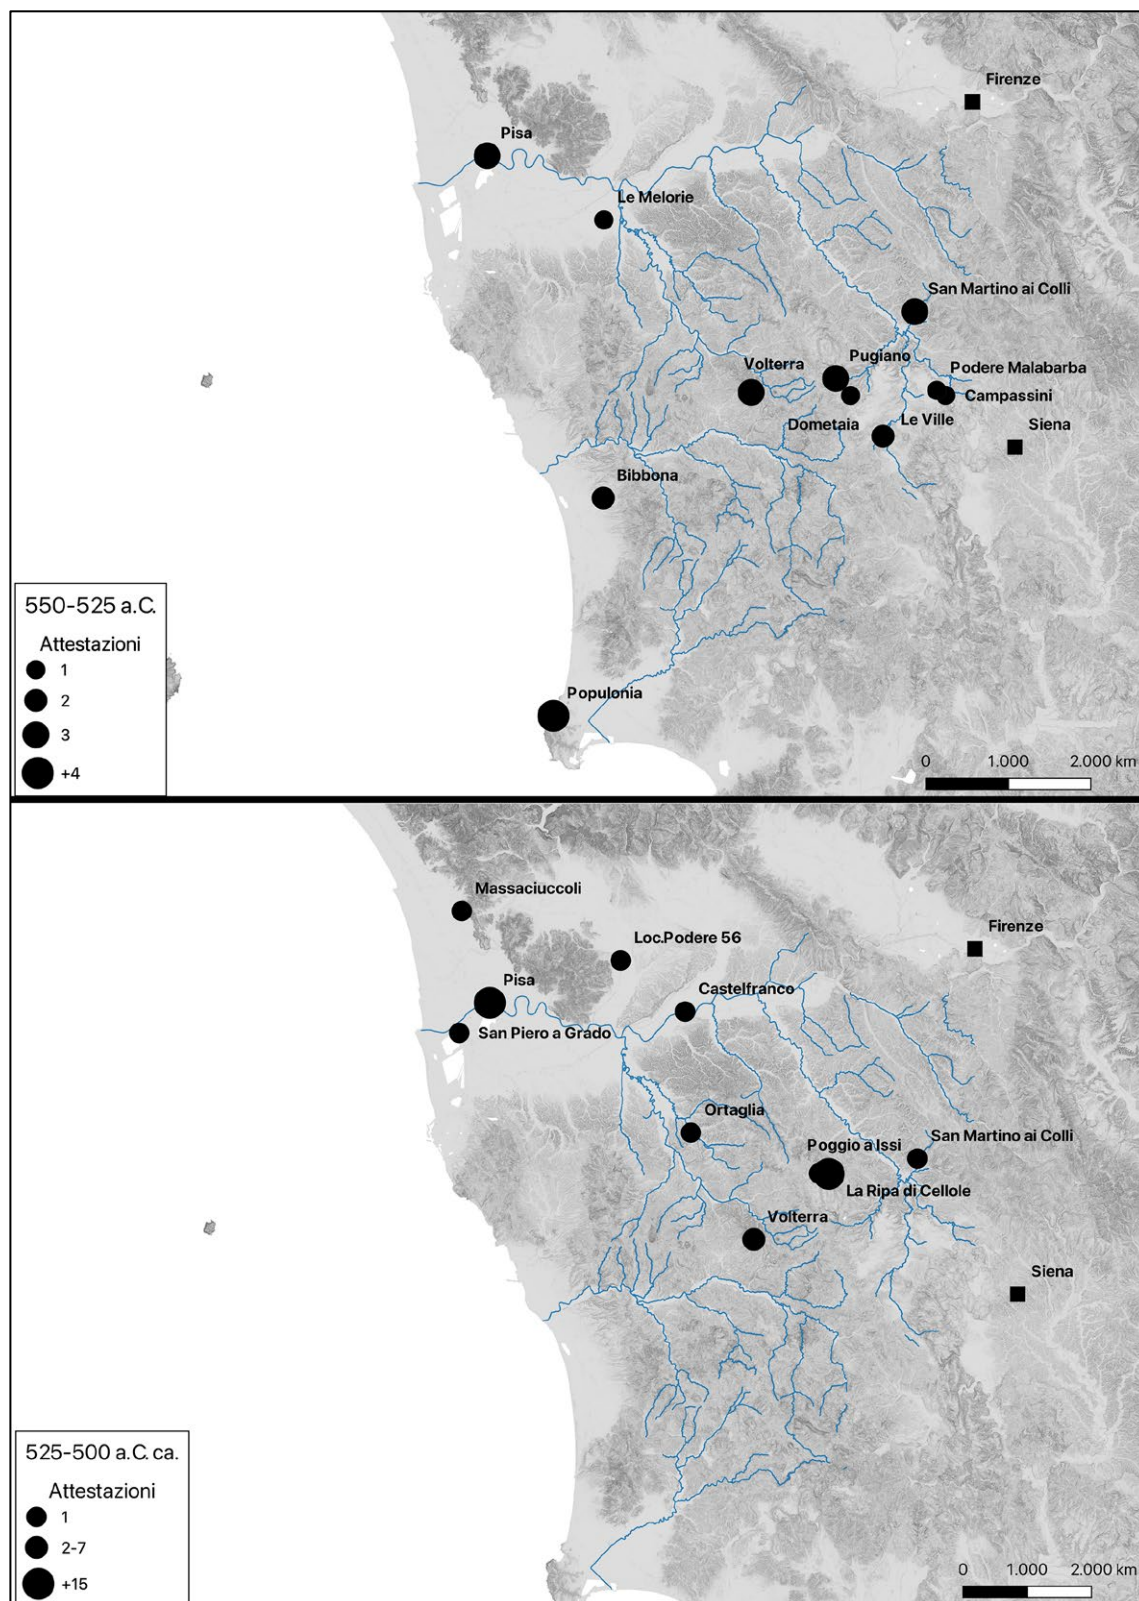 Firenze
Pisa
Le Melorie
San Martino ai Colli
Volterra
Pugiano
Podere Malabarba
Campassini
Dometaia
Le Ville
Siena
Bibbona
Populonia
550-525 a.C.
Attestazioni
1
2
3
+4
0 1.000 2.000 km
Massaciuccoli
Firenze
Loc.Podere 56
Pisa
Castelfranco
San Piero a Grado
Ortaglia
San Martino ai Colli
Poggio a Issi
La Ripa di Cellole
Volterra
Siena
525-500 a.C. ca.
Attestazioni
1
2-7
+15
0 1.000 2.000 km